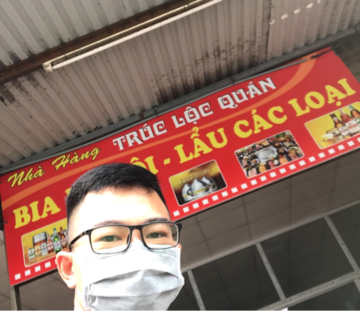 Nhà Hàng TRÚC LỘC QUÁN
BIA - LẨU CÁC LOẠI